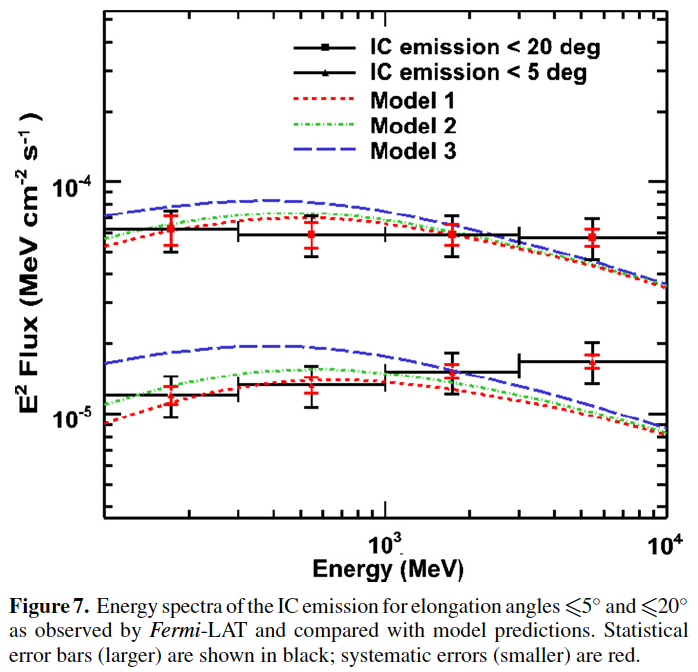 IC emission < 20 deg
IC emission < 5 deg
Model 1
Model 2
Model 3
E² Flux (MeV cm⁻² s⁻¹)
10⁻⁴
10⁻⁵
10³
10⁴
Energy (MeV)
Figure 7. Energy spectra of the IC emission for elongation angles ⩽5° and ⩽20°
as observed by Fermi-LAT and compared with model predictions. Statistical
error bars (larger) are shown in black; systematic errors (smaller) are red.